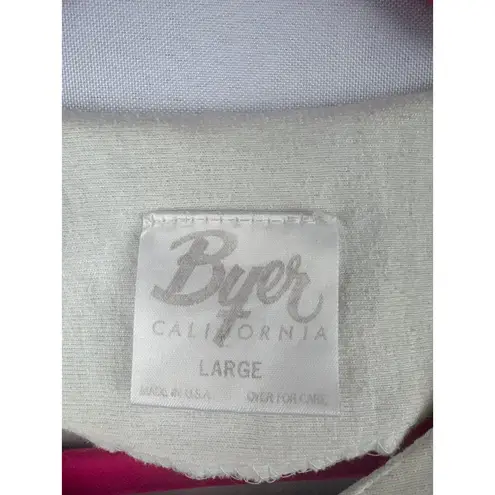 Byer
CALIFORNIA
LARGE
MADE IN U.S.A. OVER FOR CARE